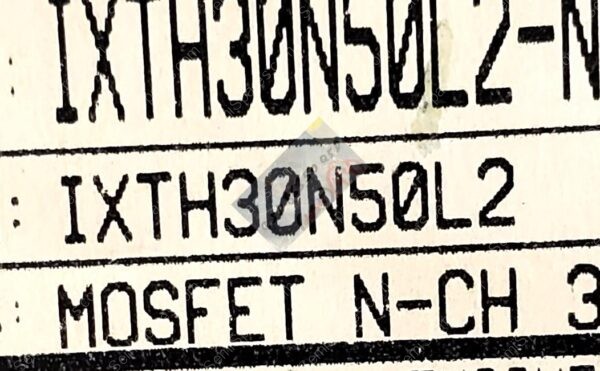 : IXTH30N50L2-N
: IXTH30N50L2
: MOSFET N-CH 3